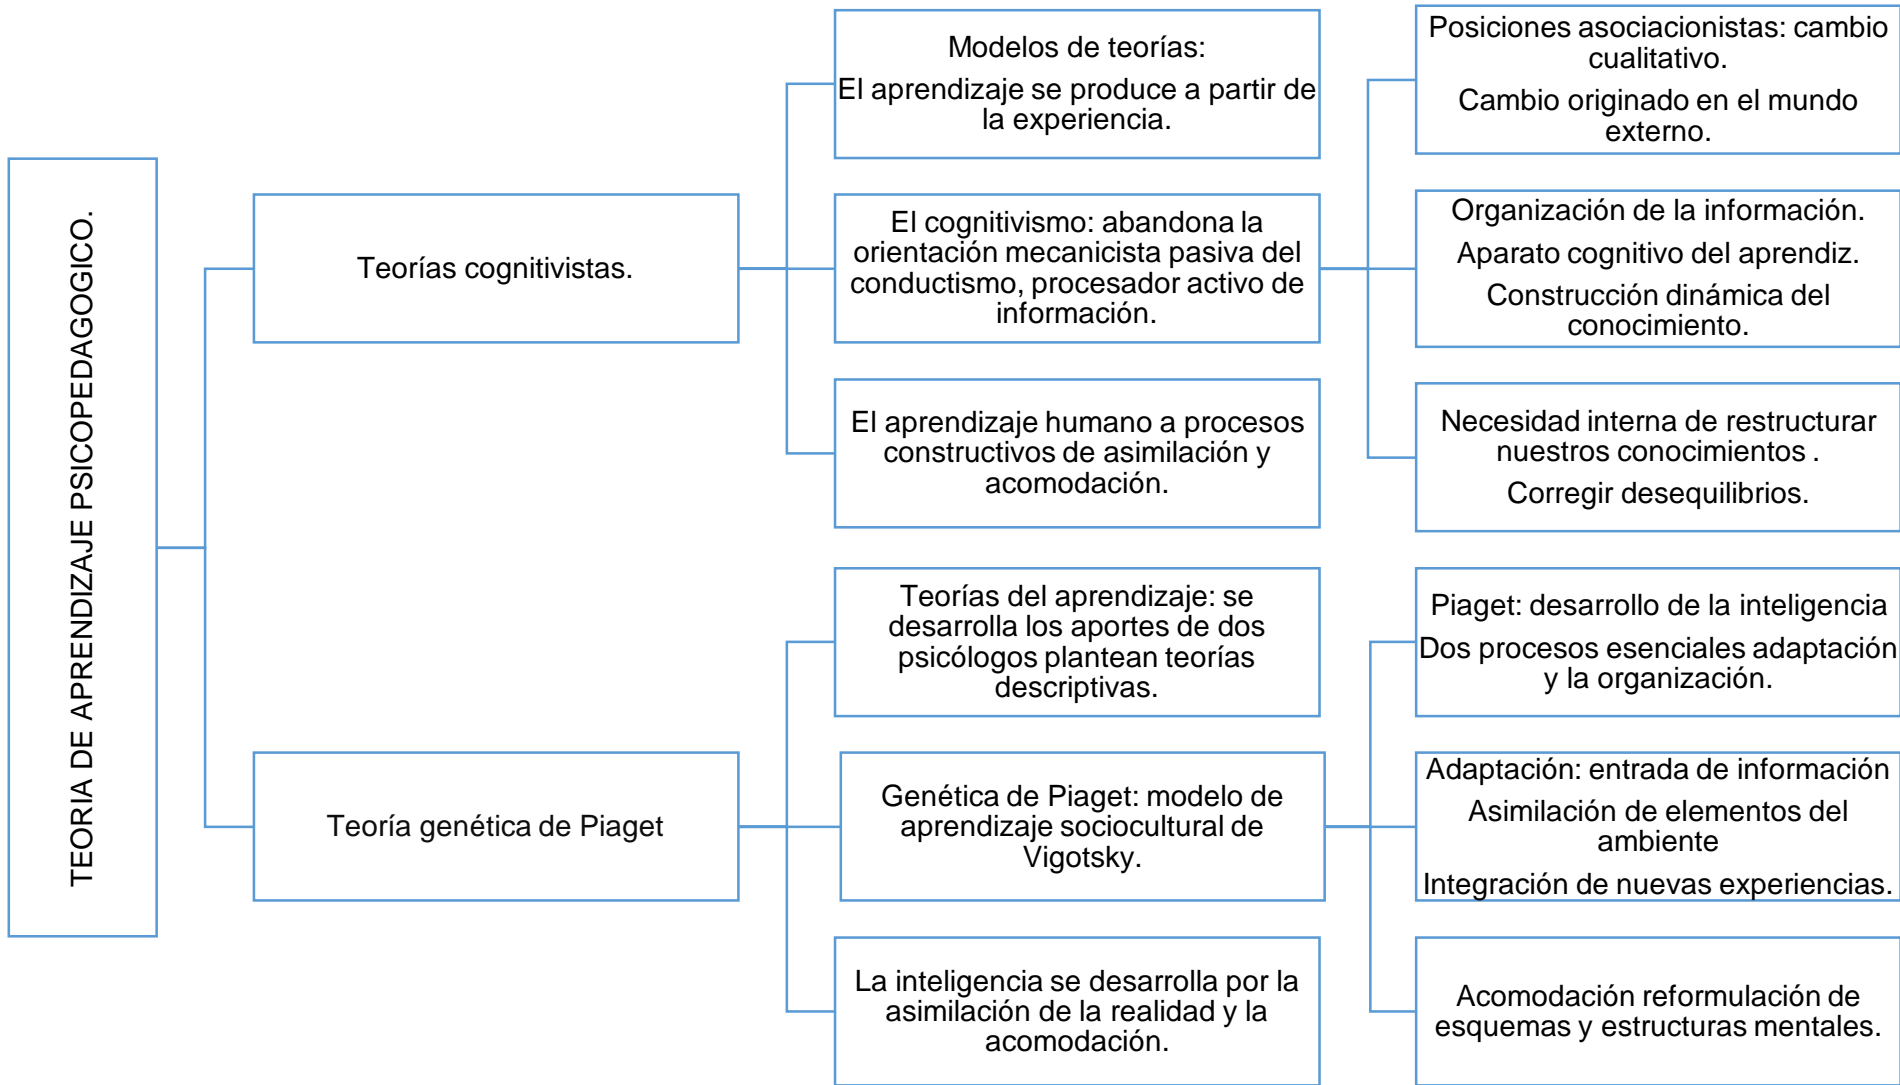 TEORIA DE APRENDIZAJE PSICOPEDAGOGICO.
Teorías cognitivistas.
Modelos de teorías:
El aprendizaje se produce a partir de
la experiencia.
El cognitivismo: abandona la
orientación mecanicista pasiva del
conductismo, procesador activo de
información.
Posiciones asociacionistas: cambio
cualitativo.
Cambio originado en el mundo
externo.
Organización de la información.
Aparato cognitivo del aprendiz.
Construcción dinámica del
conocimiento.
Necesidad interna de restructurar
nuestros conocimientos .
Corregir desequilibrios.
El aprendizaje humano a procesos
constructivos de asimilación y
acomodación.
Teoría genética de Piaget
Teorías del aprendizaje: se
desarrolla los aportes de dos
psicólogos plantean teorías
descriptivas.
Genética de Piaget: modelo de
aprendizaje sociocultural de
Vigotsky.
Piaget: desarrollo de la inteligencia
Dos procesos esenciales adaptación
y la organización.
Adaptación: entrada de información
Asimilación de elementos del
ambiente
Integración de nuevas experiencias.
Acomodación reformulación de
esquemas y estructuras mentales.
La inteligencia se desarrolla por la
asimilación de la realidad y la
acomodación.